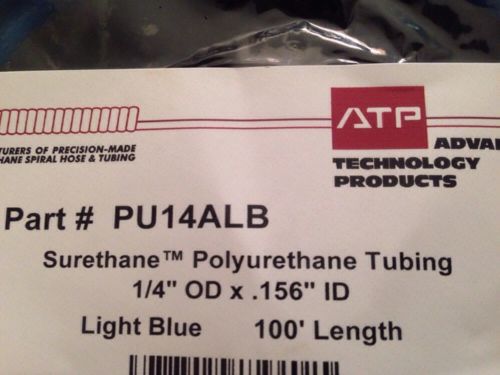 ATP
TURERS OF PRECISION-MADE
HANE SPIRAL HOSE & TUBING
ADVAN
TECHNOLOGY
PRODUCTS
Part # PU14ALB
Surethane™ Polyurethane Tubing
1/4" OD x .156" ID
Light Blue 100' Length